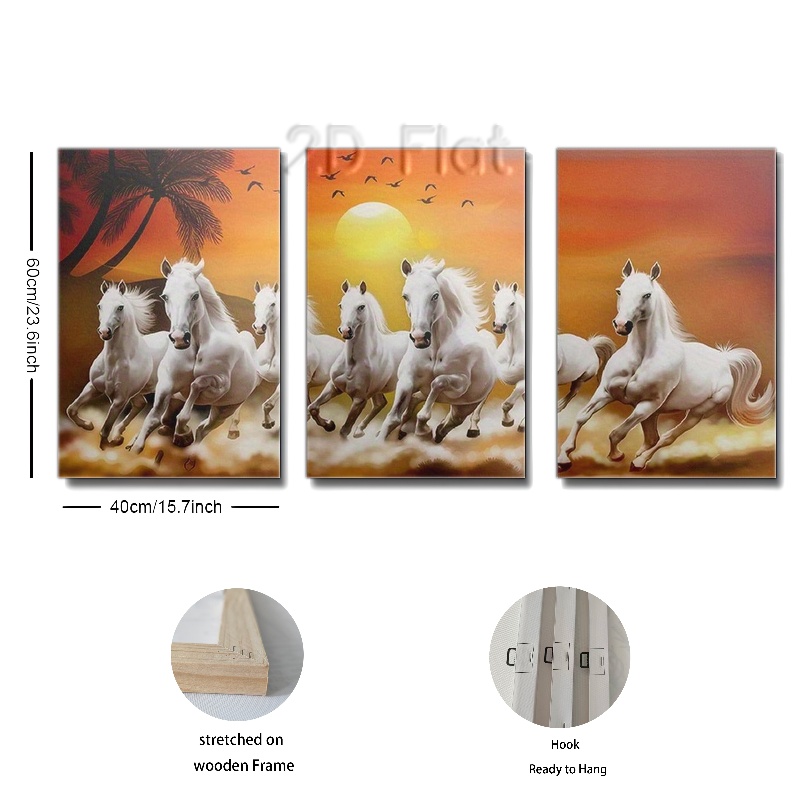 2D Flat
60cm/23.6inch
40cm/15.7inch
stretched on
wooden Frame
Hook
Ready to Hang